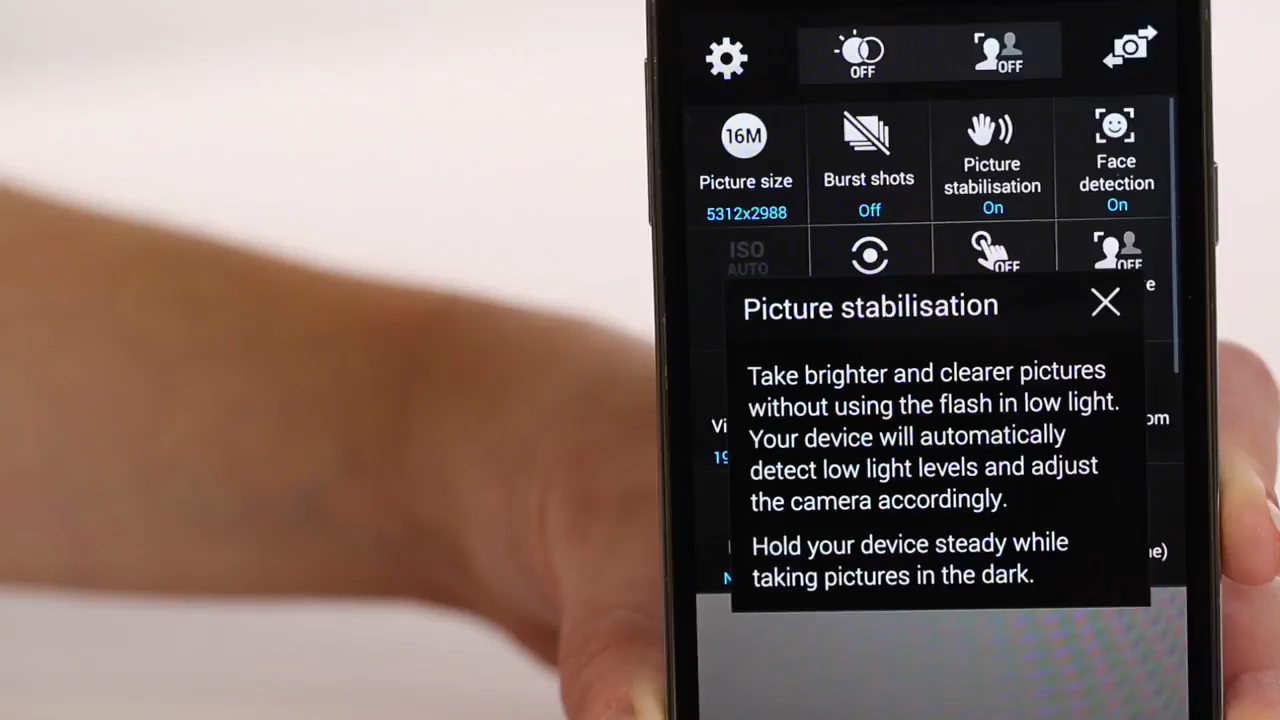 OFF
OFF
16M
Picture size
5312x2988
Burst shots
Off
Picture
stabilisation
On
Face
detection
On
ISO
AUTO
OFF
OFF
Picture stabilisation
Take brighter and clearer pictures
without using the flash in low light.
Your device will automatically
detect low light levels and adjust
the camera accordingly.
Hold your device steady while
taking pictures in the dark.